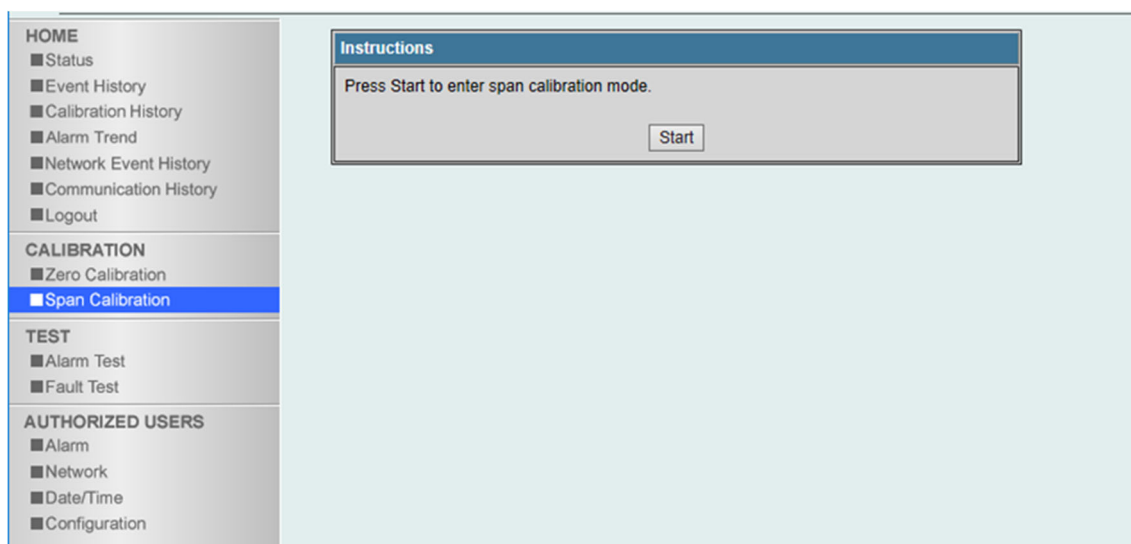 HOME
Status
Event History
Calibration History
Alarm Trend
Network Event History
Communication History
Logout
CALIBRATION
Zero Calibration
Span Calibration
TEST
Alarm Test
Fault Test
AUTHORIZED USERS
Alarm
Network
Date/Time
Configuration
Instructions
Press Start to enter span calibration mode.
Start